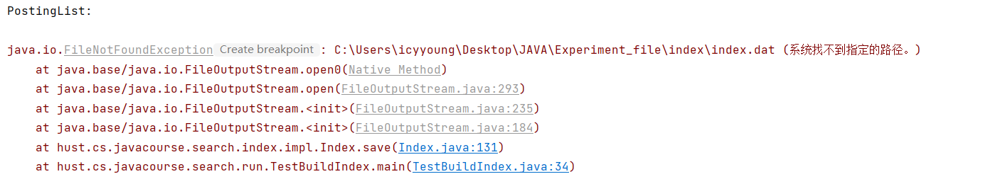 PostingList:
java.io.FileNotFoundException Create breakpoint : C:\Users\icyyoung\Desktop\JAVA\Experiment_file\index\index.dat (系统找不到指定的路径。)
at java.base/java.io.FileOutputStream.open0(Native Method)
at java.base/java.io.FileOutputStream.open(FileOutputStream.java:293)
at java.base/java.io.FileOutputStream.<init>(FileOutputStream.java:235)
at java.base/java.io.FileOutputStream.<init>(FileOutputStream.java:184)
at hust.cs.javacourse.search.index.impl.Index.save(Index.java:131)
at hust.cs.javacourse.search.run.TestBuildIndex.main(TestBuildIndex.java:34)